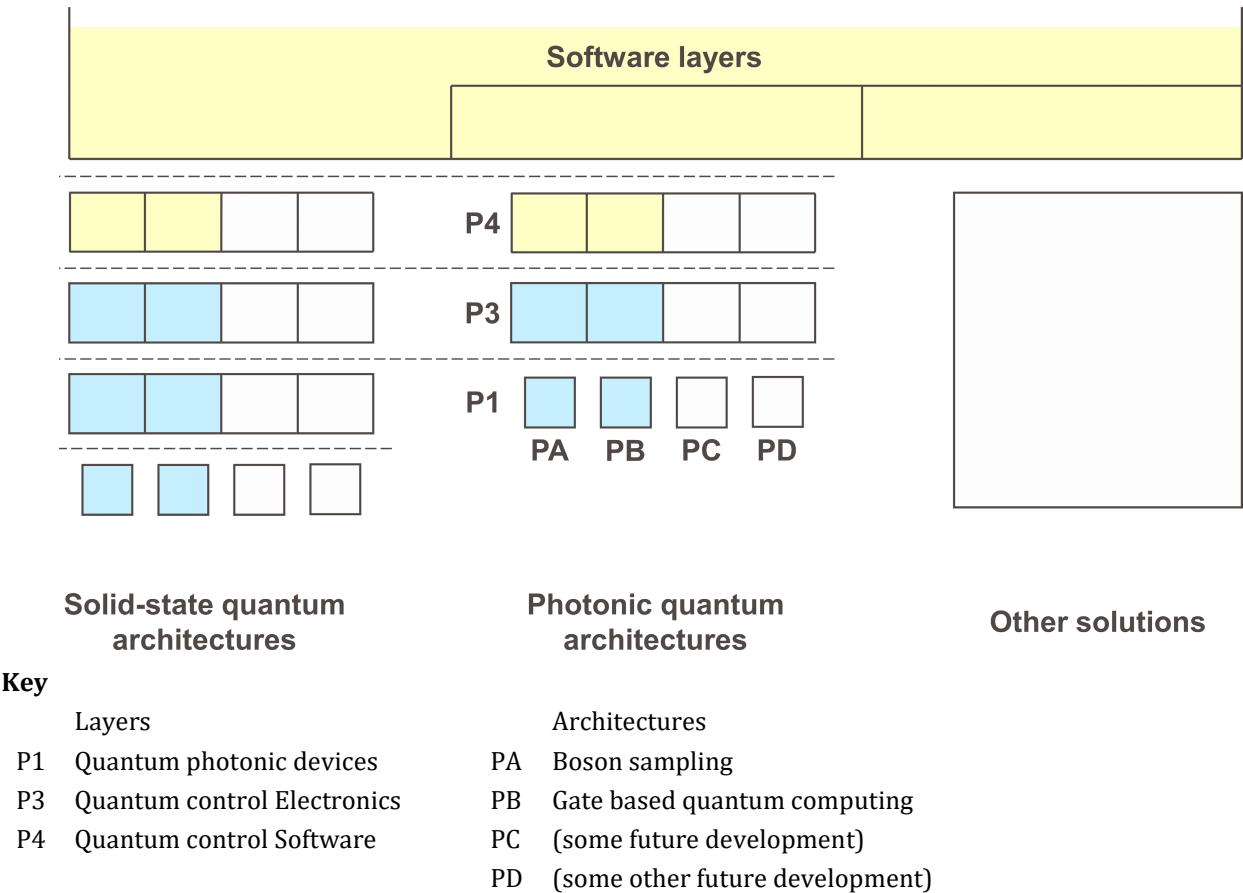 Software layers
P4
P3
P1
PA PB PC PD
Solid-state quantum
architectures
Photonic quantum
architectures
Other solutions
Key
Layers Architectures
P1 Quantum photonic devices PA Boson sampling
P3 Quantum control Electronics PB Gate based quantum computing
P4 Quantum control Software PC (some future development)
PD (some other future development)